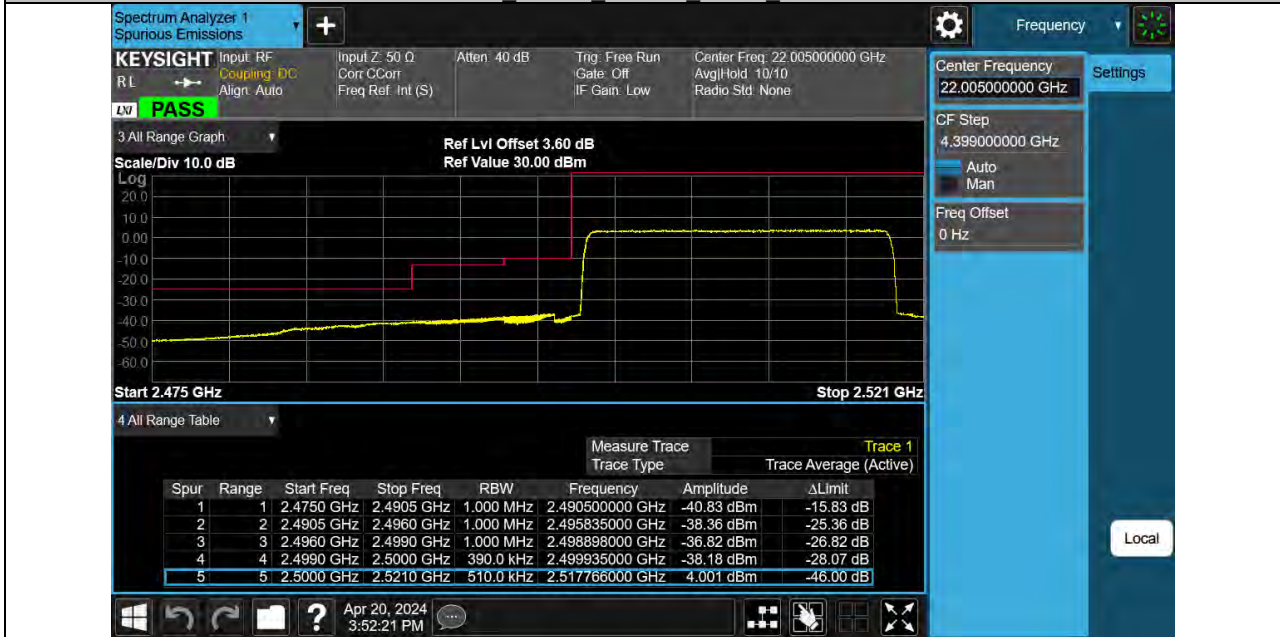 Spectrum Analyzer 1
Spurious Emissions
Frequency
KEYSIGHT
RL
LXI PASS
Input: RF
Coupling: DC
Align: Auto
Input Z: 50 Ω
Corr CCorr
Freq Ref: Int (S)
Atten: 40 dB
Trig: Free Run
Gate: Off
IF Gain: Low
Center Freq: 22.005000000 GHz
Avg|Hold: 10/10
Radio Std: None
Center Frequency
22.005000000 GHz
Settings
CF Step
4.399000000 GHz
Auto
Man
Freq Offset
0 Hz
Local
3 All Range Graph
Scale/Div 10.0 dB
Ref Lvl Offset 3.60 dB
Ref Value 30.00 dBm
Log
20.0
10.0
0.00
-10.0
-20.0
-30.0
-40.0
-50.0
-60.0
Start 2.475 GHz
Stop 2.521 GHz
4 All Range Table
Measure Trace Trace 1
Trace Type Trace Average (Active)
Spur Range Start Freq Stop Freq RBW Frequency Amplitude ΔLimit
1 1 2.4750 GHz 2.4905 GHz 1.000 MHz 2.490500000 GHz -40.83 dBm -15.83 dB
2 2 2.4905 GHz 2.4960 GHz 1.000 MHz 2.495835000 GHz -38.36 dBm -25.36 dB
3 3 2.4960 GHz 2.4990 GHz 1.000 MHz 2.498898000 GHz -36.82 dBm -26.82 dB
4 4 2.4990 GHz 2.5000 GHz 390.0 kHz 2.499935000 GHz -38.18 dBm -28.07 dB
5 5 2.5000 GHz 2.5210 GHz 510.0 kHz 2.517766000 GHz 4.001 dBm -46.00 dB
Apr 20, 2024
3:52:21 PM